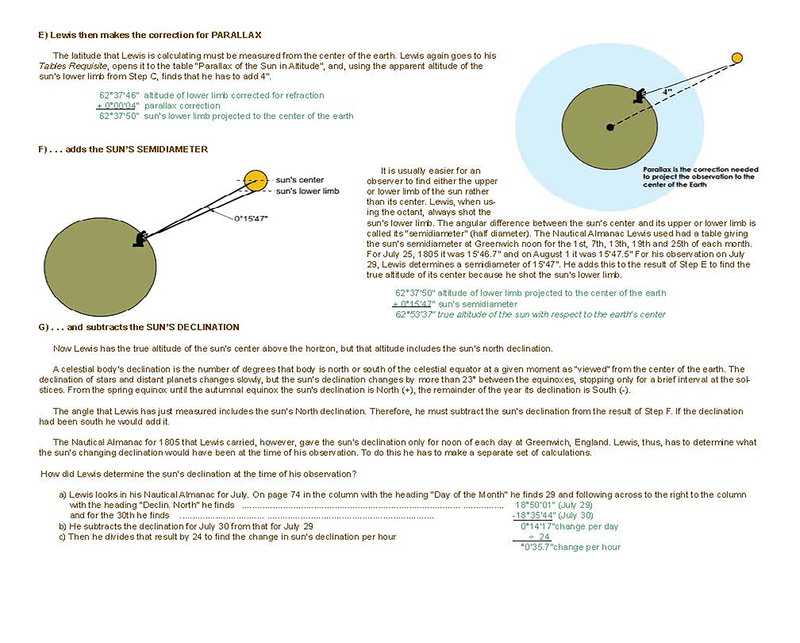 E) Lewis then makes the correction for PARALLAX
The latitude that Lewis is calculating must be measured from the center of the earth. Lewis again goes to his
Tables Requisite, opens it to the table "Parallax of the Sun in Altitude", and, using the apparent altitude of the
sun's lower limb from Step C, finds that he has to add 4".
62°37'46" altitude of lower limb corrected for refraction
+ 0°00'04" parallax correction
62°37'50" sun's lower limb projected to the center of the earth
4"
Parallax is the correction needed
to project the observation to the
center of the Earth
F) . . . adds the SUN'S SEMIDIAMETER
sun's center
sun's lower limb
0°15'47"
It is usually easier for an
observer to find either the upper
or lower limb of the sun rather
than its center. Lewis, when us-
ing the octant, always shot the
sun's lower limb. The angular difference between the sun's center and its upper or lower limb is
called its "semidiameter" (half diameter). The Nautical Almanac Lewis used had a table giving
the sun's semidiameter at Greenwich noon for the 1st, 7th, 13th, 19th and 25th of each month.
For July 25, 1805 it was 15'46.7" and on August 1 it was 15'47.5" For his observation on July
29, Lewis determines a semidiameter of 15'47". He adds this to the result of Step E to find the
true altitude of its center because he shot the sun's lower limb.
62°37'50" altitude of lower limb projected to the center of the earth
+ 0°15'47" sun's semidiameter
62°53'37" true altitude of the sun with respect to the earth's center
G) . . . and subtracts the SUN'S DECLINATION
Now Lewis has the true altitude of the sun's center above the horizon, but that altitude includes the sun's north declination.
A celestial body's declination is the number of degrees that body is north or south of the celestial equator at a given moment as "viewed" from the center of the earth. The
declination of stars and distant planets changes slowly, but the sun's declination changes by more than 23° between the equinoxes, stopping only for a brief interval at the sol-
stices. From the spring equinox until the autumnal equinox the sun's declination is North (+), the remainder of the year its declination is South (-).
The angle that Lewis has just measured includes the sun's North declination. Therefore, he must subtract the sun's declination from the result of Step F. If the declination
had been south he would add it.
The Nautical Almanac for 1805 that Lewis carried, however, gave the sun's declination only for noon of each day at Greenwich, England. Lewis, thus, has to determine what
the sun's changing declination would have been at the time of his observation. To do this he has to make a separate set of calculations.
How did Lewis determine the sun's declination at the time of his observation?
a) Lewis looks in his Nautical Almanac for July. On page 74 in the column with the heading "Day of the Month" he finds 29 and following across to the right to the column
with the heading "Declin. North" he finds ........ 18°50'01" (July 29)
and for the 30th he finds ........ -18°35'44" (July 30)
b) He subtracts the declination for July 30 from that for July 29 0°14'17"change per day
c) Then he divides that result by 24 to find the change in sun's declination per hour ÷ 24
°0'35.7"change per hour